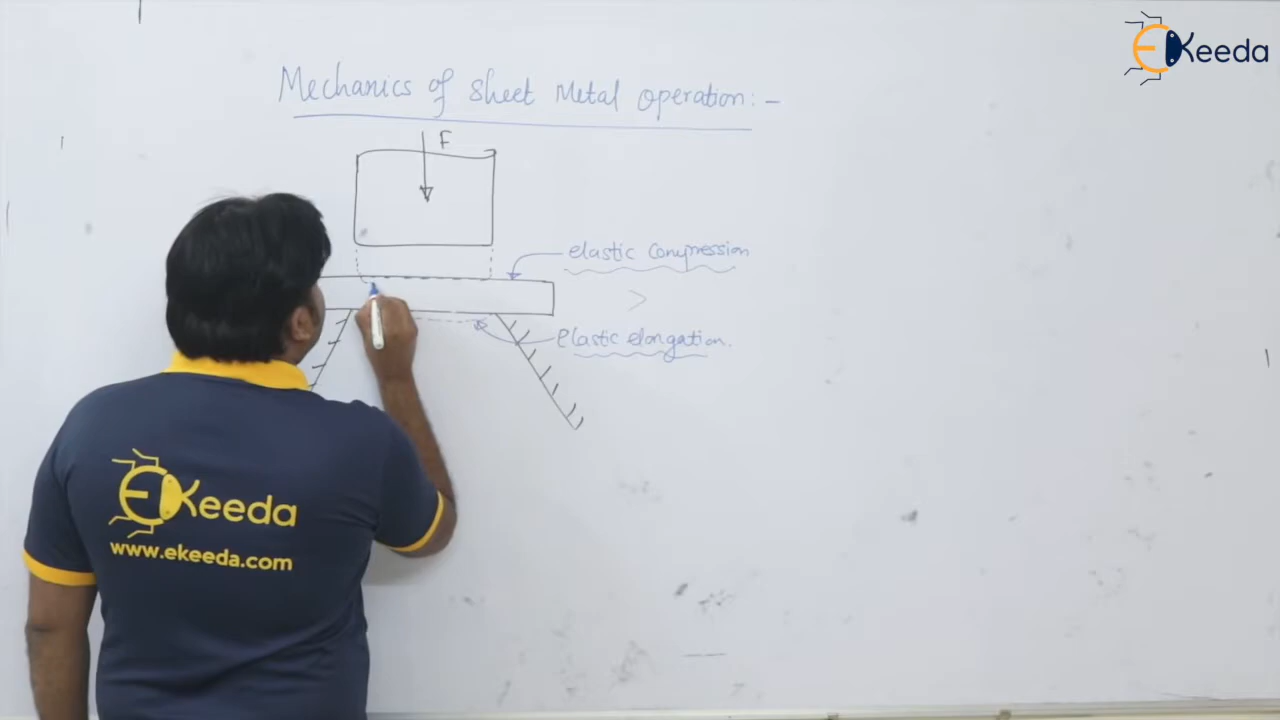 EKeeda
Mechanics of Sheet Metal operation:-
F
elastic Compression
>
Elastic elongation.
EKeeda
www.ekeeda.com